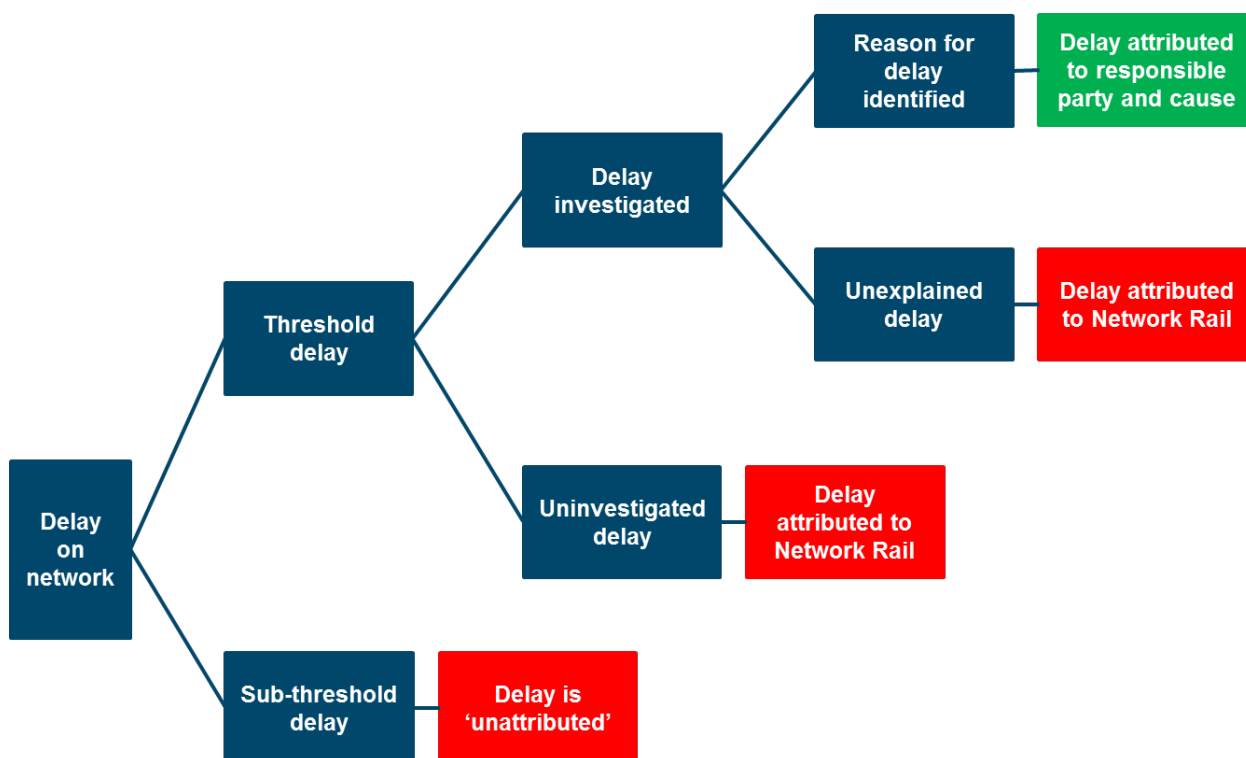 Reason for
delay
identified
Delay attributed
to responsible
party and cause
Delay
investigated
Unexplained
delay
Delay attributed
to Network Rail
Threshold
delay
Uninvestigated
delay
Delay
attributed to
Network Rail
Delay
on
network
Sub-threshold
delay
Delay is
‘unattributed’